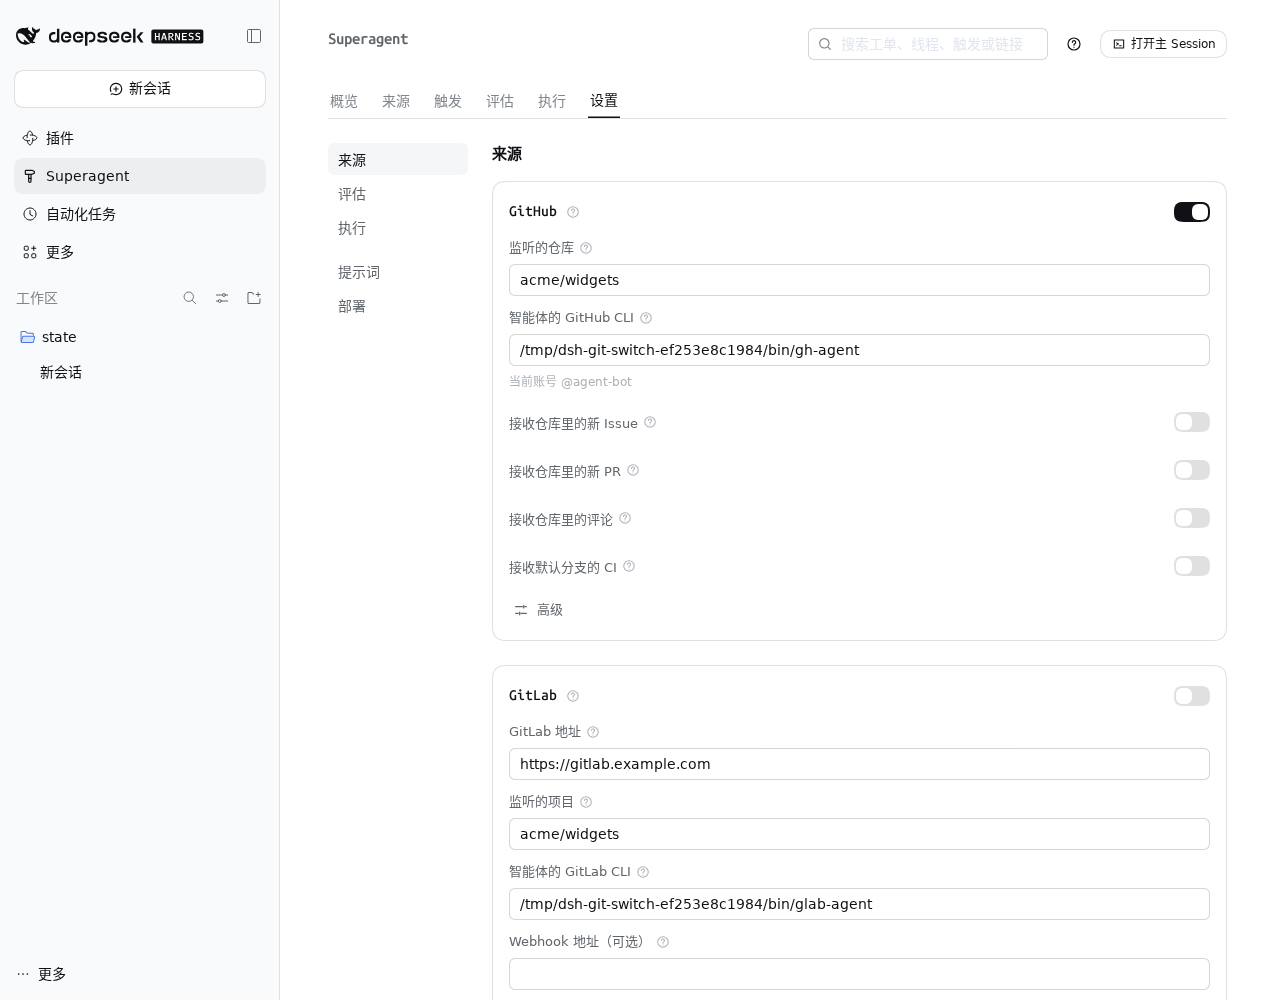 deepseek HARNESS
新会话
插件
Superagent
自动化任务
更多
工作区
state
新会话
更多
Superagent
搜索工单、线程、触发或链接
打开主 Session
概览 来源 触发 评估 执行 设置
来源
评估
执行
提示词
部署
来源
GitHub
监听的仓库
acme/widgets
智能体的 GitHub CLI
/tmp/dsh-git-switch-ef253e8c1984/bin/gh-agent
当前账号 @agent-bot
接收仓库里的新 Issue
接收仓库里的新 PR
接收仓库里的评论
接收默认分支的 CI
高级
GitLab
GitLab 地址
https://gitlab.example.com
监听的项目
acme/widgets
智能体的 GitLab CLI
/tmp/dsh-git-switch-ef253e8c1984/bin/glab-agent
Webhook 地址（可选）